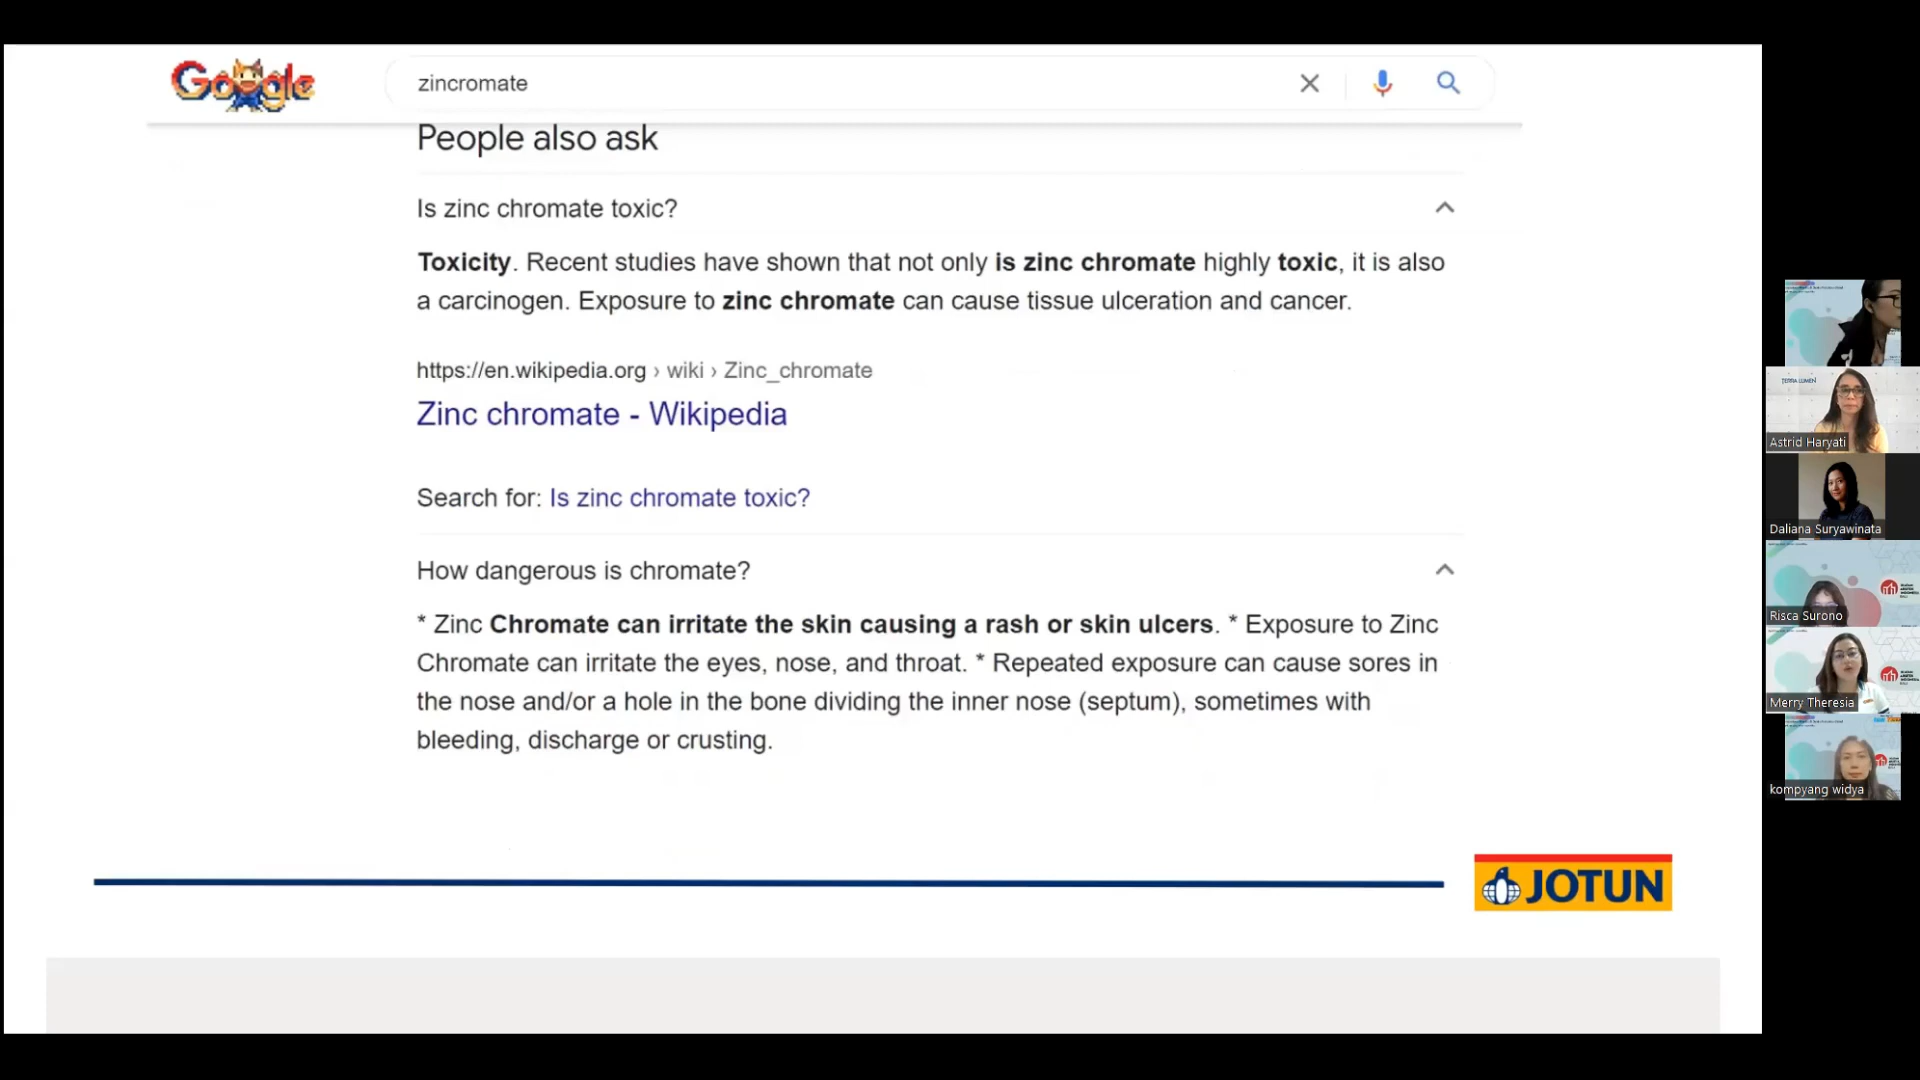 Google
zincromate
People also ask
Is zinc chromate toxic?
Toxicity. Recent studies have shown that not only is zinc chromate highly toxic, it is also
a carcinogen. Exposure to zinc chromate can cause tissue ulceration and cancer.
https://en.wikipedia.org › wiki › Zinc_chromate
Zinc chromate - Wikipedia
Search for: Is zinc chromate toxic?
How dangerous is chromate?
* Zinc Chromate can irritate the skin causing a rash or skin ulcers. * Exposure to Zinc
Chromate can irritate the eyes, nose, and throat. * Repeated exposure can cause sores in
the nose and/or a hole in the bone dividing the inner nose (septum), sometimes with
bleeding, discharge or crusting.
JOTUN
TERRA LUMEN
Astrid Haryati
Daliana Suryawinata
Risca Surono
Merry Theresia
kompyang widya